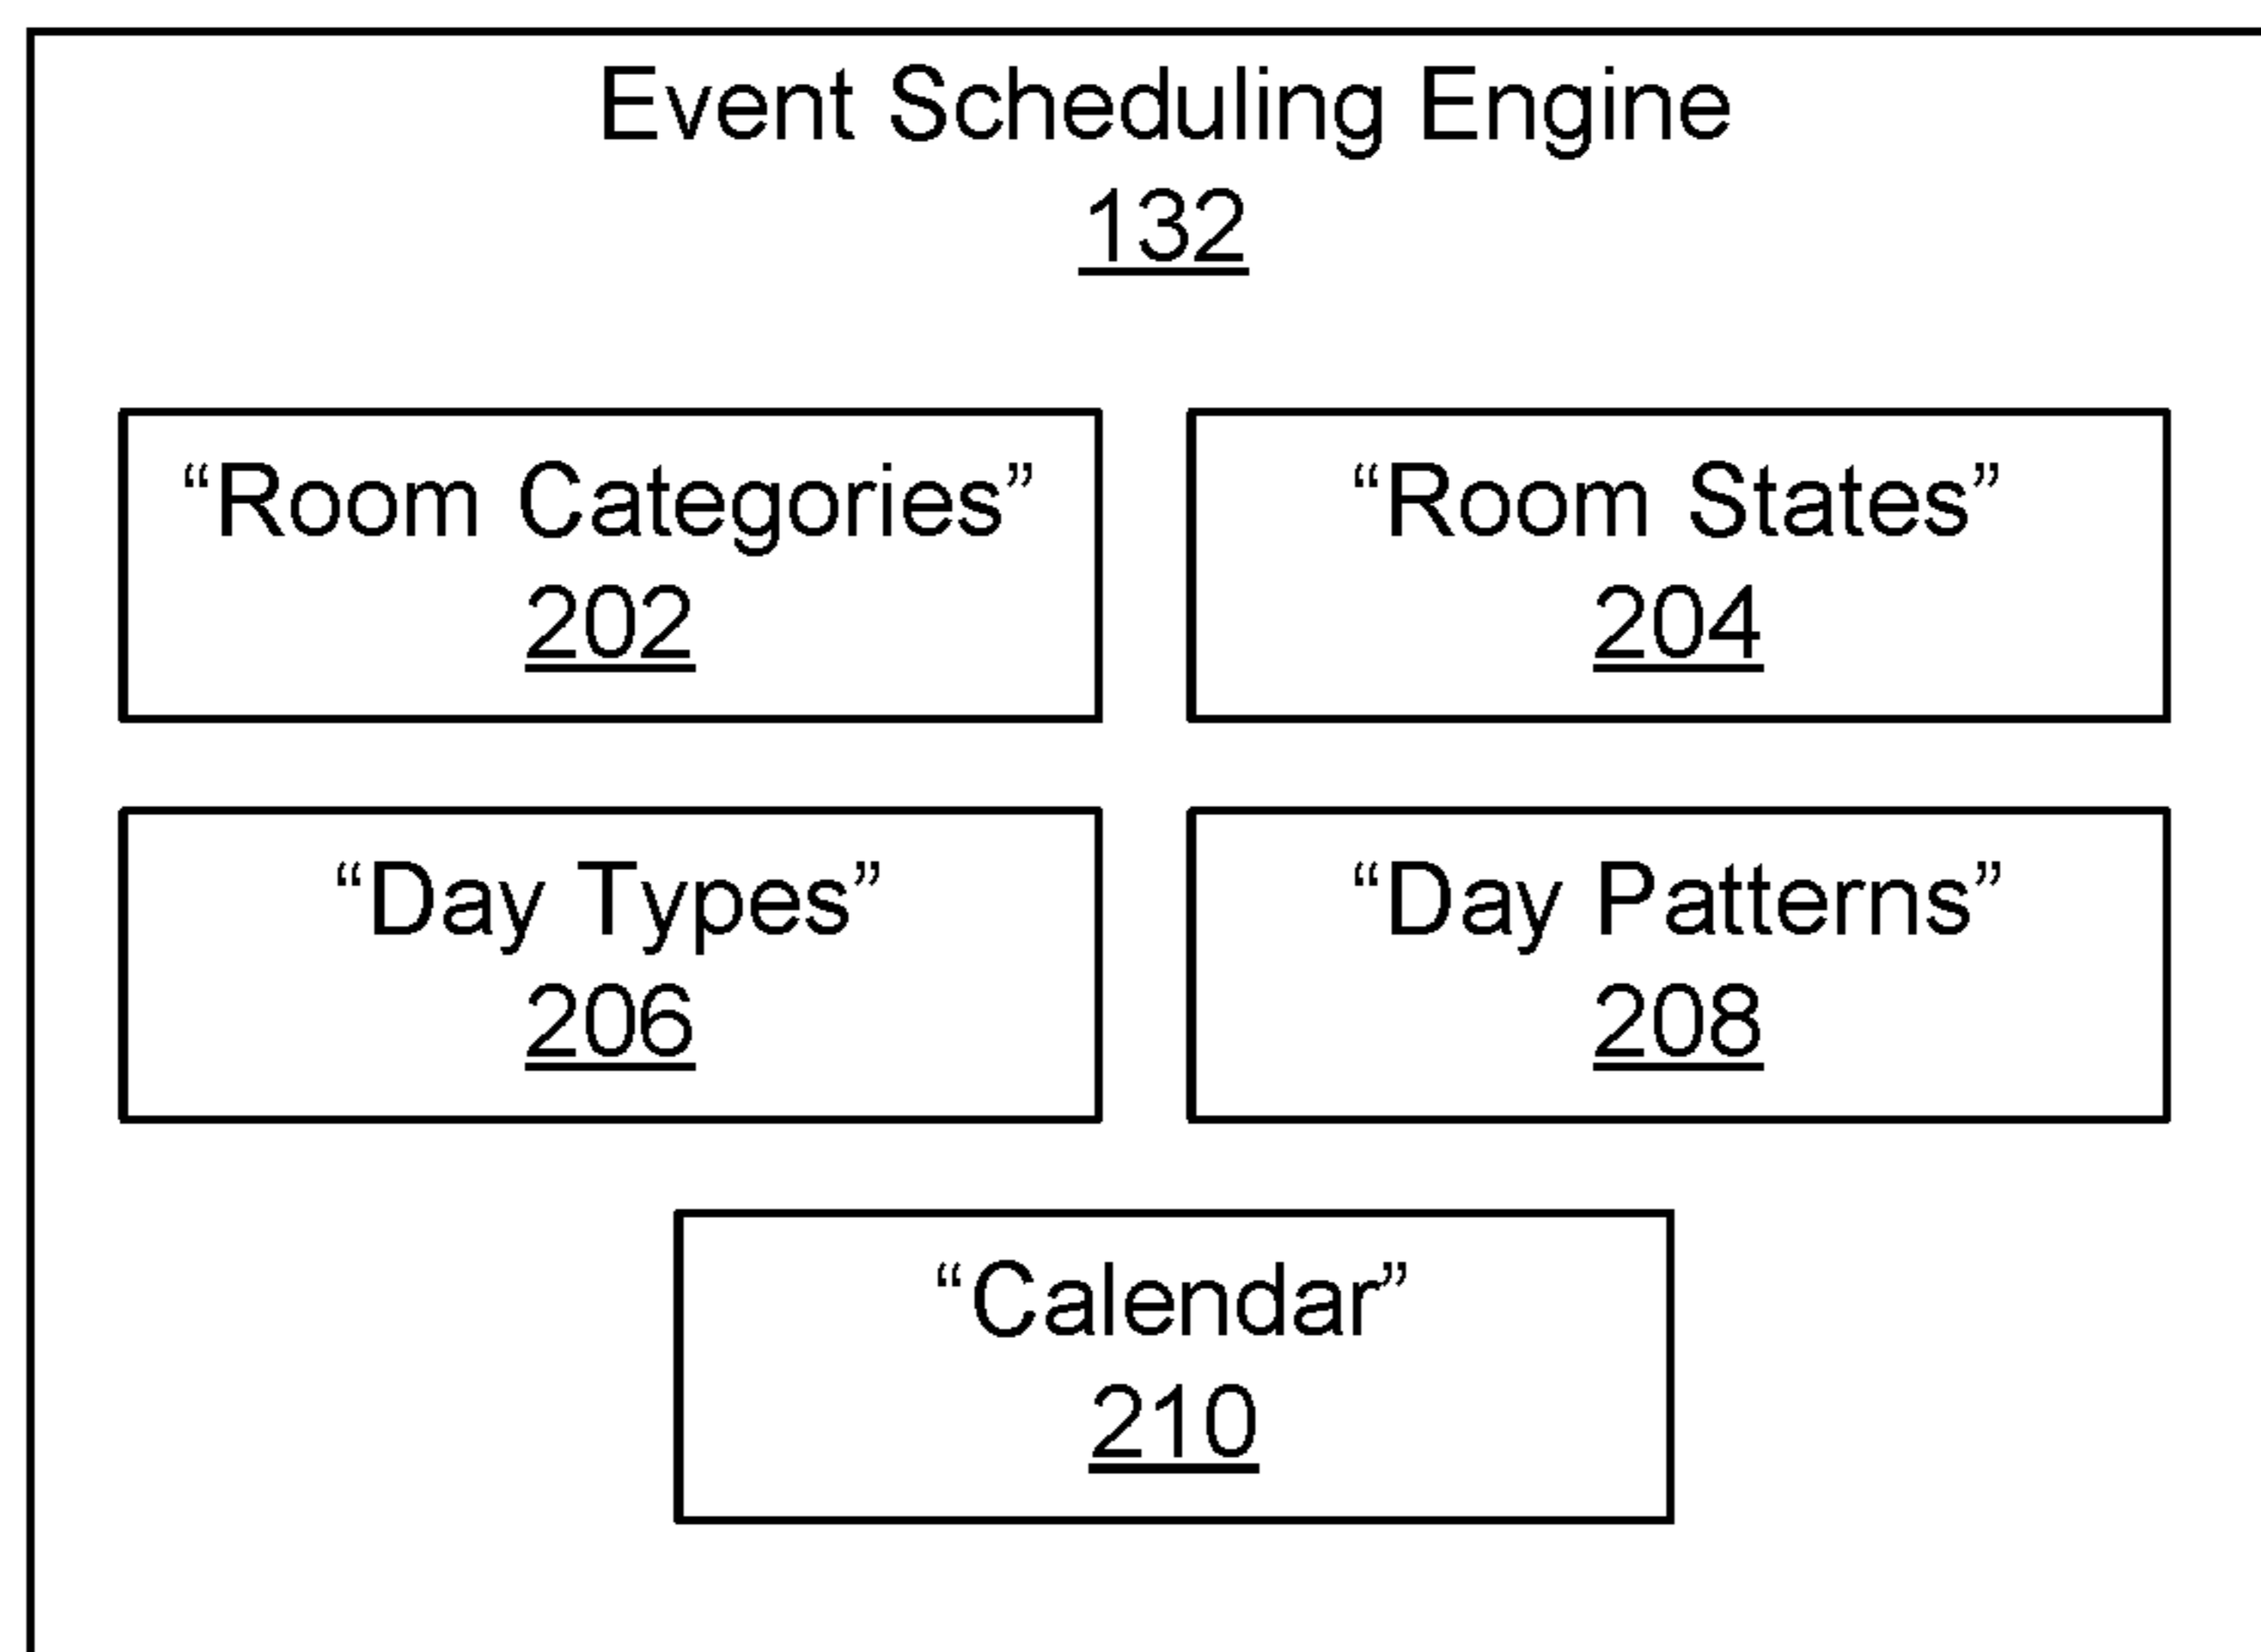 Event Scheduling Engine
132
“Room Categories”
202
“Room States”
204
“Day Types”
206
“Day Patterns”
208
“Calendar”
210